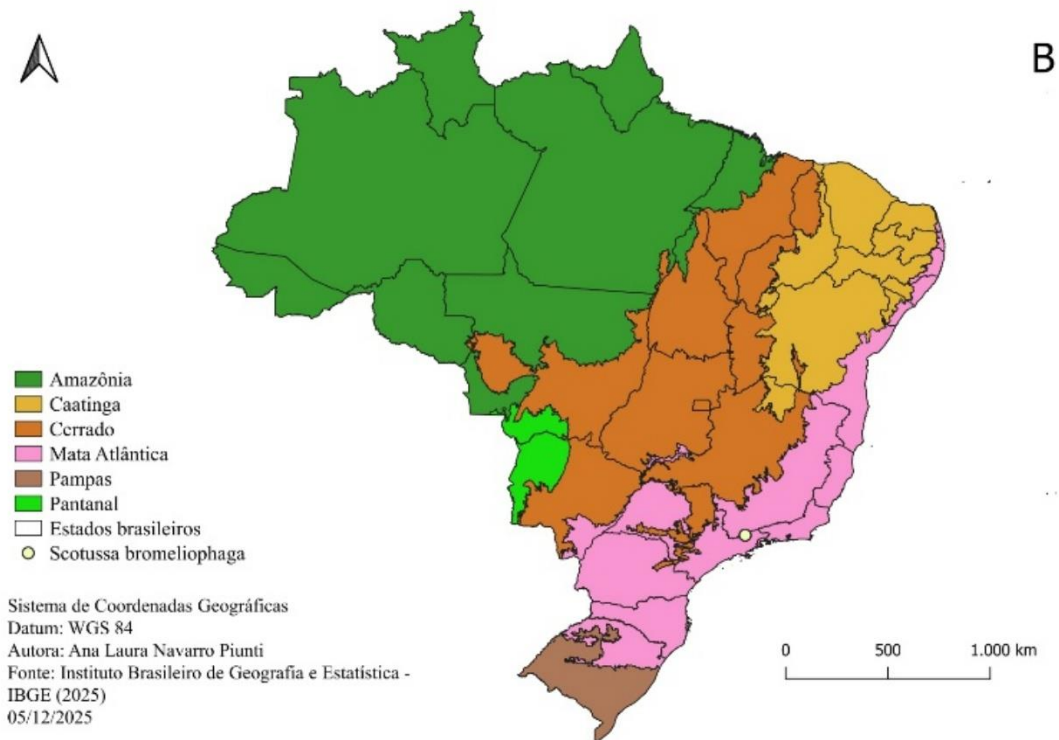 B
Amazônia
Caatinga
Cerrado
Mata Atlântica
Pampas
Pantanal
Estados brasileiros
Scotussa bromeliophaga
Sistema de Coordenadas Geográficas
Datum: WGS 84
Autora: Ana Laura Navarro Piunti
Fonte: Instituto Brasileiro de Geografia e Estatística -
IBGE (2025)
05/12/2025
0 500 1.000 km